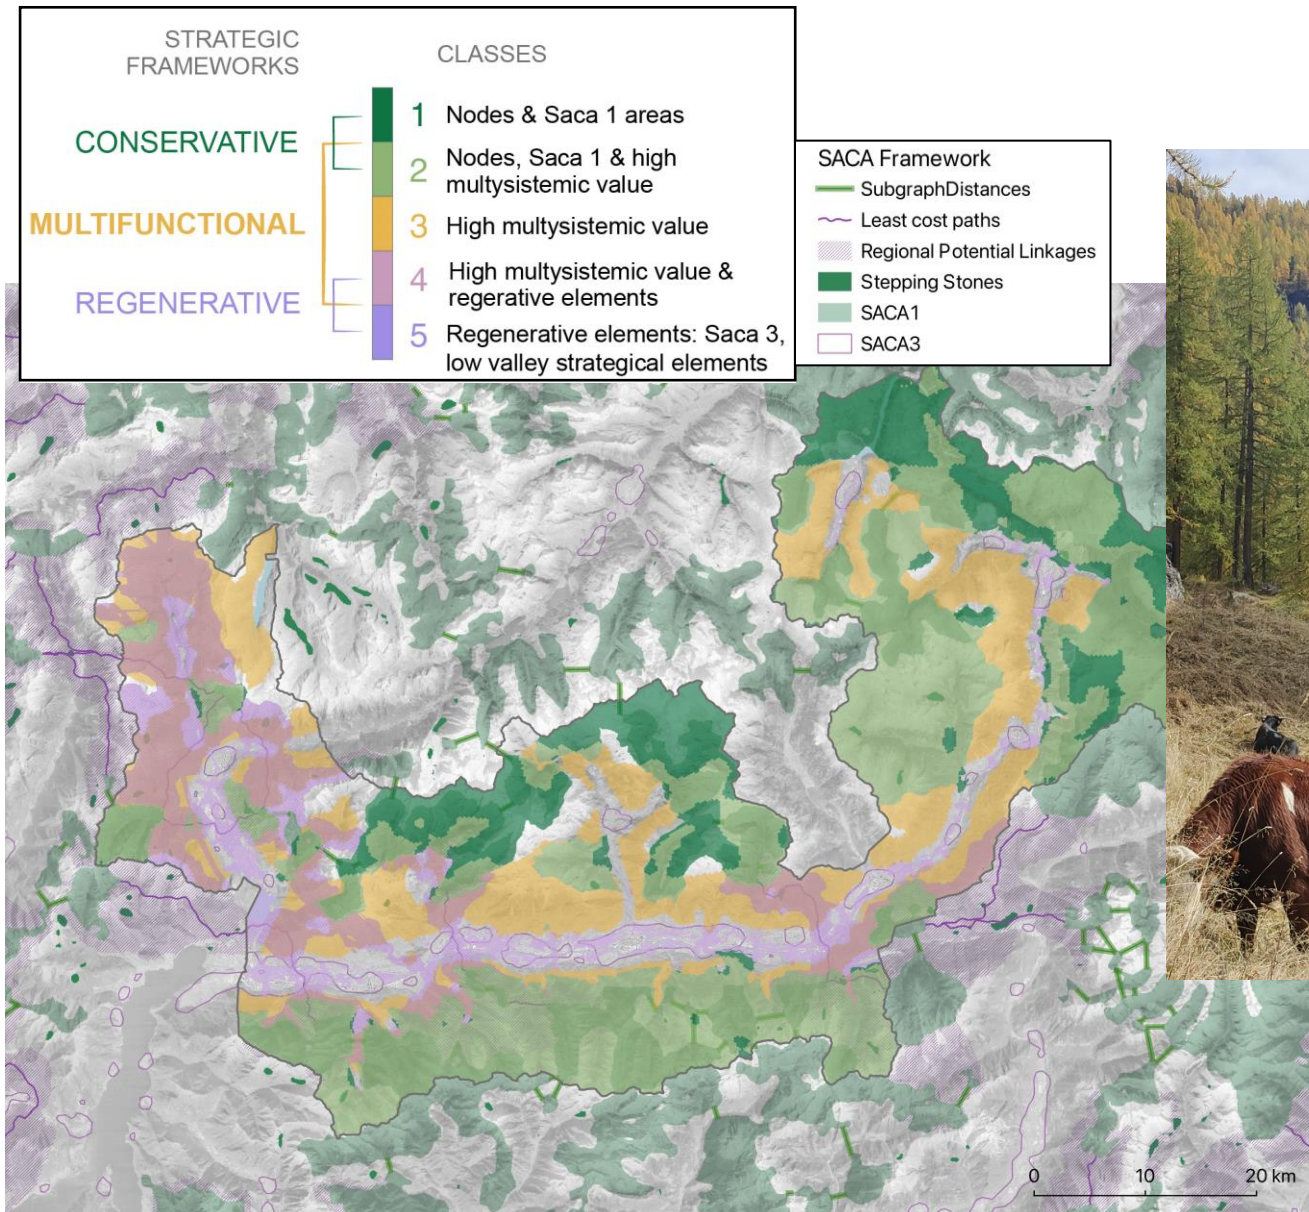 STRATEGIC
FRAMEWORKS
CLASSES
CONSERVATIVE
MULTIFUNCTIONAL
REGENERATIVE
1 Nodes & Saca 1 areas
2 Nodes, Saca 1 & high
multysistemic value
3 High multysistemic value
4 High multysistemic value &
regerative elements
5 Regenerative elements: Saca 3,
low valley strategical elements
SACA Framework
SubgraphDistances
Least cost paths
Regional Potential Linkages
Stepping Stones
SACA1
SACA3
0 10 20 km